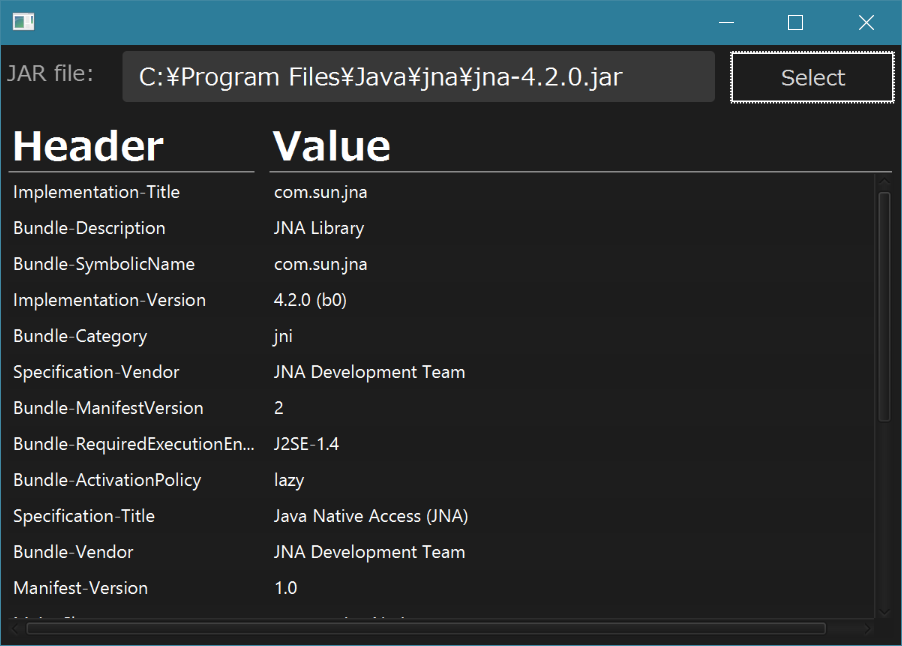 JAR file: C:¥Program Files¥Java¥jna¥jna-4.2.0.jar Select
Header Value
Implementation-Title com.sun.jna
Bundle-Description JNA Library
Bundle-SymbolicName com.sun.jna
Implementation-Version 4.2.0 (b0)
Bundle-Category jni
Specification-Vendor JNA Development Team
Bundle-ManifestVersion 2
Bundle-RequiredExecutionEn... J2SE-1.4
Bundle-ActivationPolicy lazy
Specification-Title Java Native Access (JNA)
Bundle-Vendor JNA Development Team
Manifest-Version 1.0